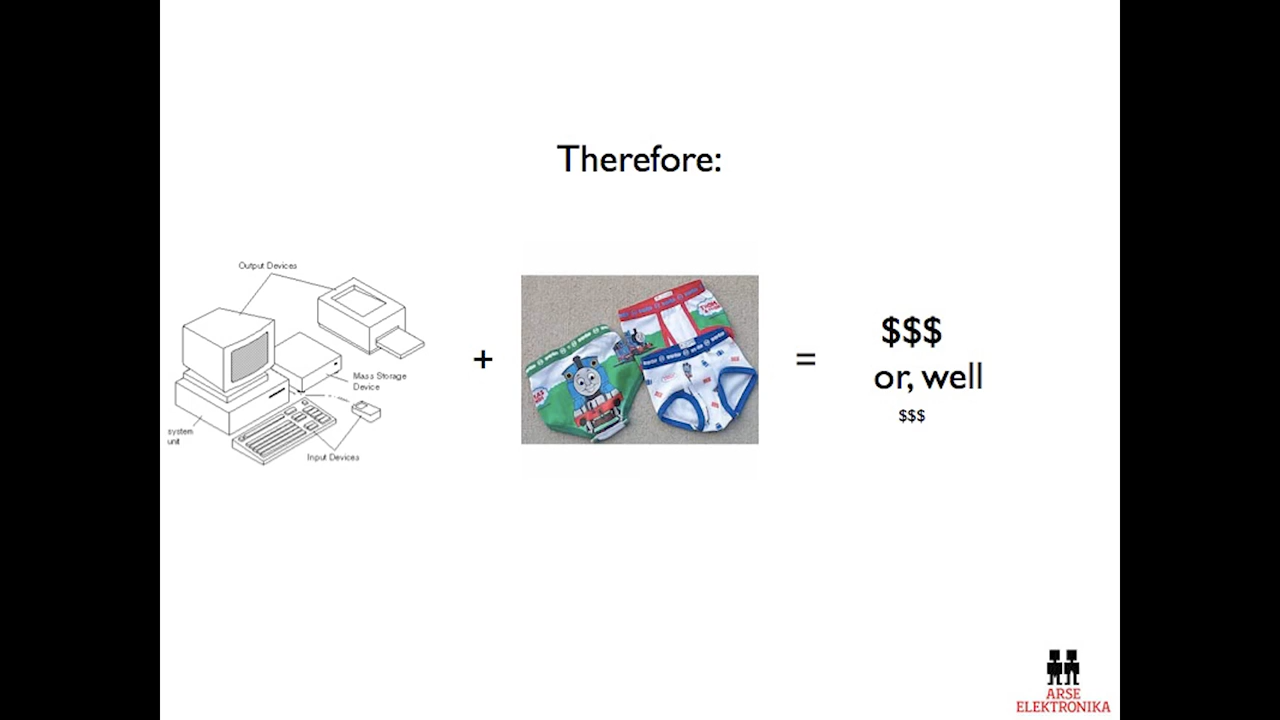 Therefore:
Output Devices
Mass Storage
Device
system
unit
Input Devices
+
=
$$$
or, well
$$$
ARSE
ELEKTRONIKA